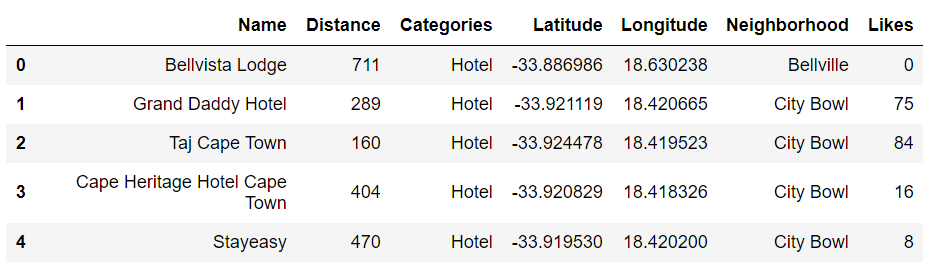 Name Distance Categories Latitude Longitude Neighborhood Likes
0 Bellvista Lodge 711 Hotel -33.886986 18.630238 Bellville 0
1 Grand Daddy Hotel 289 Hotel -33.921119 18.420665 City Bowl 75
2 Taj Cape Town 160 Hotel -33.924478 18.419523 City Bowl 84
3 Cape Heritage Hotel Cape Town 404 Hotel -33.920829 18.418326 City Bowl 16
4 Stayeasy 470 Hotel -33.919530 18.420200 City Bowl 8